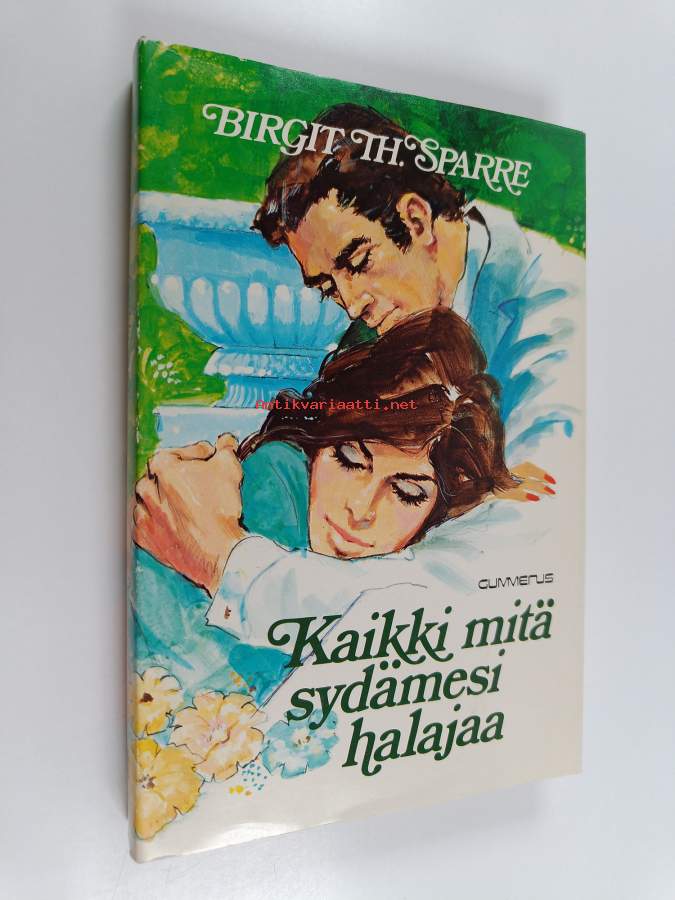 BIRGIT TH. SPARRE
antikvariaatti.net
GUMMERUS
Kaikki mitä
sydämesi
halajaa